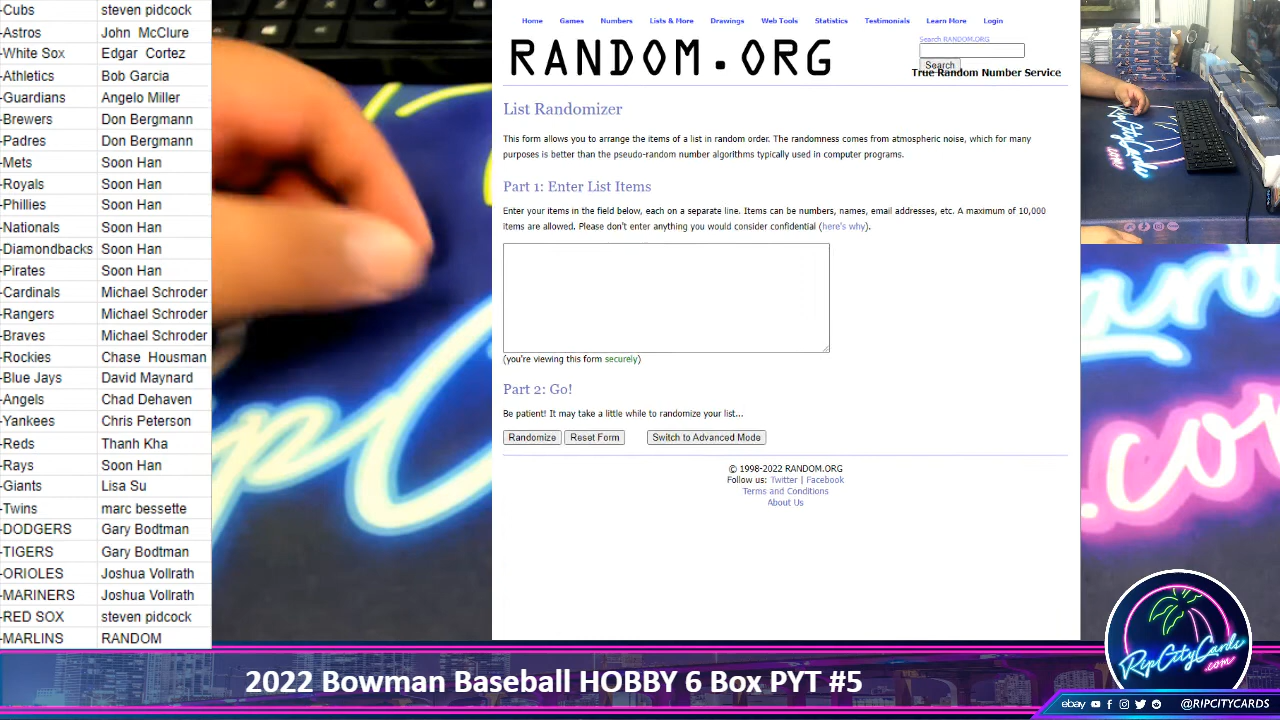 -Cubs steven pidcock
-Astros John McClure
-White Sox Edgar Cortez
-Athletics Bob Garcia
-Guardians Angelo Miller
-Brewers Don Bergmann
-Padres Don Bergmann
-Mets Soon Han
-Royals Soon Han
-Phillies Soon Han
-Nationals Soon Han
-Diamondbacks Soon Han
-Pirates Soon Han
-Cardinals Michael Schroder
-Rangers Michael Schroder
-Braves Michael Schroder
-Rockies Chase Housman
-Blue Jays David Maynard
-Angels Chad Dehaven
-Yankees Chris Peterson
-Reds Thanh Kha
-Rays Soon Han
-Giants Lisa Su
-Twins marc bessette
-DODGERS Gary Bodtman
-TIGERS Gary Bodtman
-ORIOLES Joshua Vollrath
-MARINERS Joshua Vollrath
-RED SOX steven pidcock
-MARLINS RANDOM
Home Games Numbers Lists & More Drawings Web Tools Statistics Testimonials Learn More Login
RANDOM.ORG
Search RANDOM.ORG
Search
True Random Number Service
List Randomizer
This form allows you to arrange the items of a list in random order. The randomness comes from atmospheric noise, which for many
purposes is better than the pseudo-random number algorithms typically used in computer programs.
Part 1: Enter List Items
Enter your items in the field below, each on a separate line. Items can be numbers, names, email addresses, etc. A maximum of 10,000
items are allowed. Please don't enter anything you would consider confidential (here's why).
(you're viewing this form securely)
Part 2: Go!
Be patient! It may take a little while to randomize your list...
Randomize Reset Form Switch to Advanced Mode
© 1998-2022 RANDOM.ORG
Follow us: Twitter | Facebook
Terms and Conditions
About Us
RipCityCards
.com
2022 Bowman Baseball HOBBY 6 Box PYT #5
RipCityCards
.com
ebay @RIPCITYCARDS